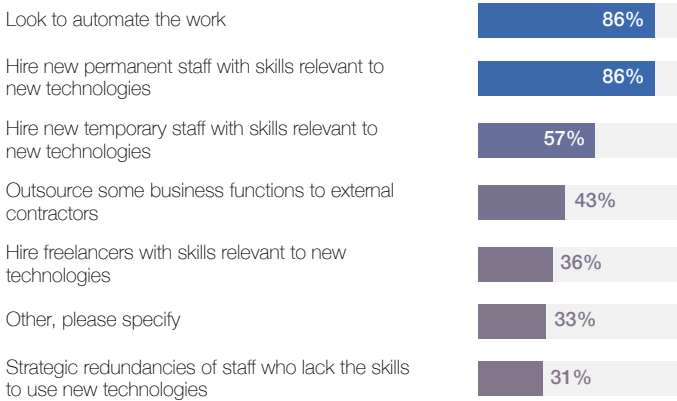 Look to automate the work
86%
Hire new permanent staff with skills relevant to
new technologies
86%
Hire new temporary staff with skills relevant to
new technologies
57%
Outsource some business functions to external
contractors
43%
Hire freelancers with skills relevant to new
technologies
36%
Other, please specify
33%
Strategic redundancies of staff who lack the skills
to use new technologies
31%